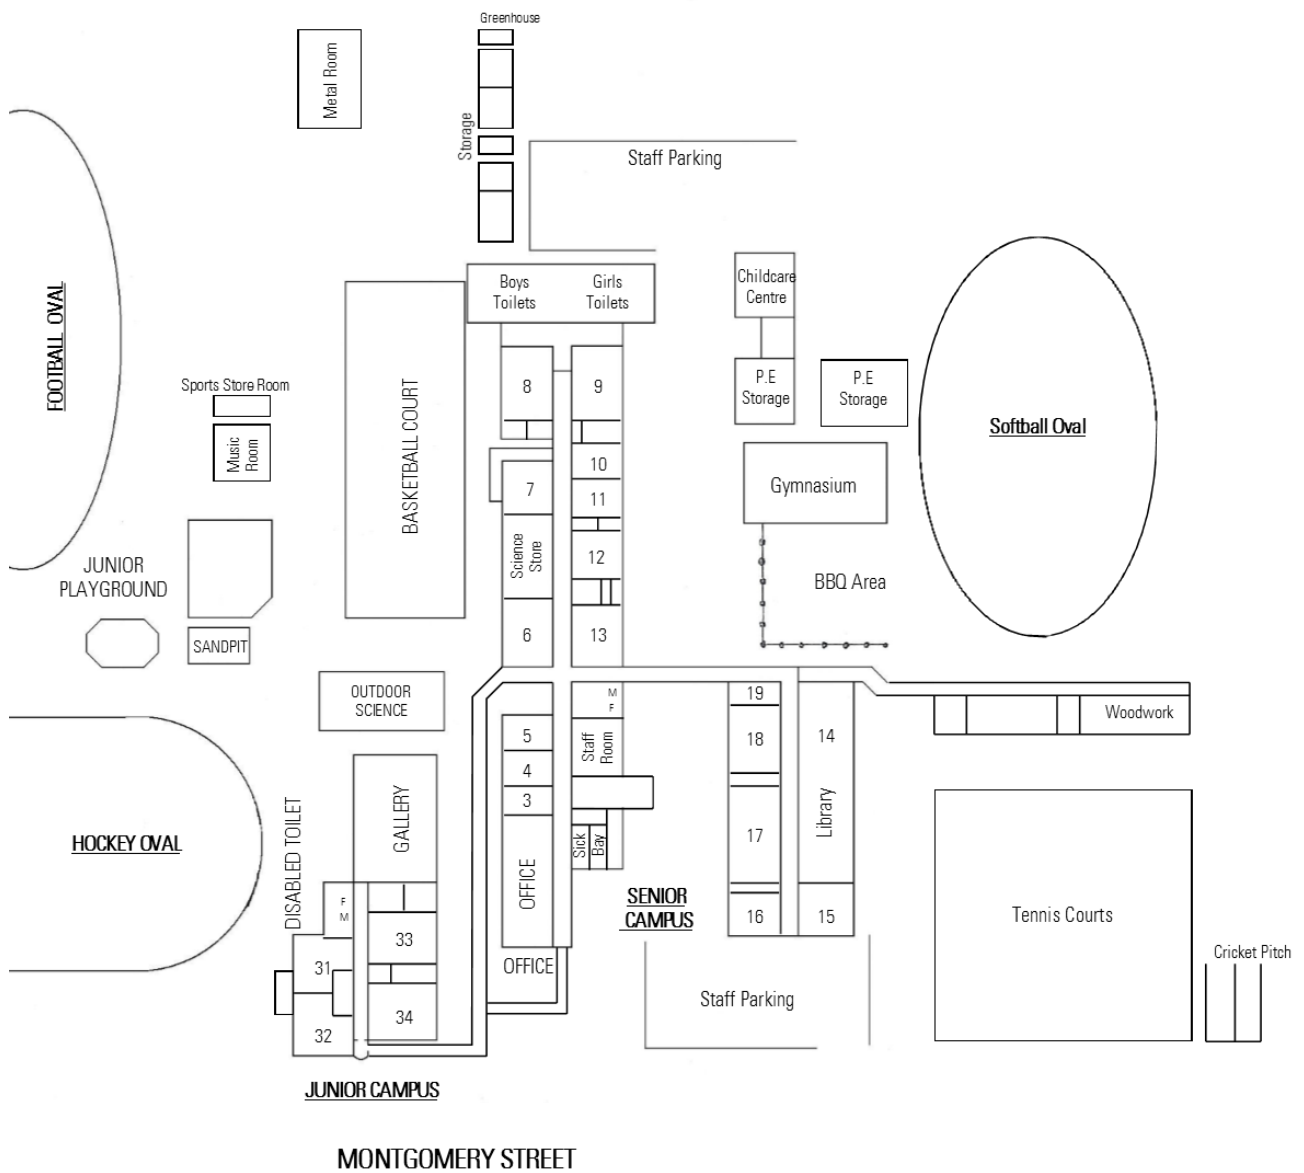 Greenhouse
Metal Room
Storage
Staff Parking
Boys
Toilets
Girls
Toilets
Childcare
Centre
FOOTBALL OVAL
Sports Store Room
Music
Room
BASKETBALL COURT
8
9
P.E
Storage
P.E
Storage
Softball Oval
10
7
11
Gymnasium
Science
Store
12
JUNIOR
PLAYGROUND
BBQ Area
SANDPIT
6
13
OUTDOOR
SCIENCE
M
F
19
5
Staff
Room
18
14
Woodwork
4
3
HOCKEY OVAL
DISABLED TOILET
GALLERY
Sick
Bay
17
Library
OFFICE
SENIOR
CAMPUS
F
M
16
15
Tennis Courts
33
31
OFFICE
Cricket Pitch
Staff Parking
34
32
JUNIOR CAMPUS
MONTGOMERY STREET